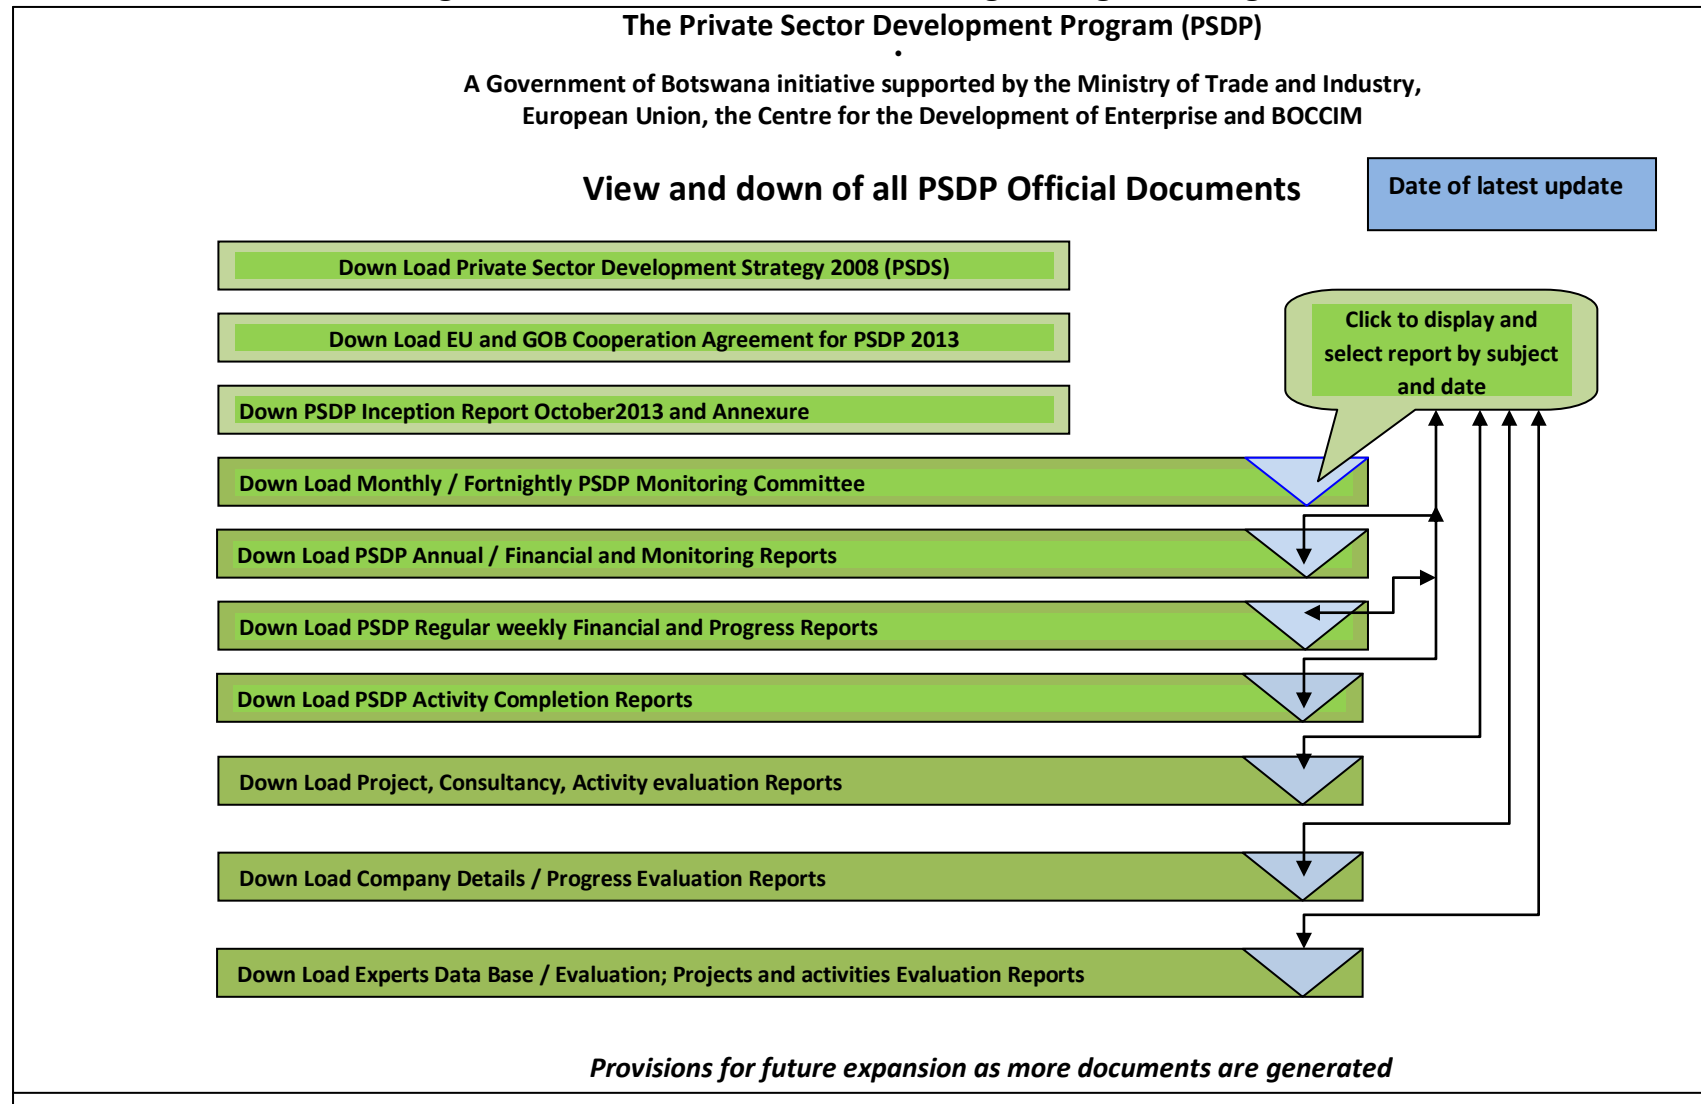 The Private Sector Development Program (PSDP)
•
A Government of Botswana initiative supported by the Ministry of Trade and Industry,
European Union, the Centre for the Development of Enterprise and BOCCIM
View and down of all PSDP Official Documents
Date of latest update
Down Load Private Sector Development Strategy 2008 (PSDS)
Down Load EU and GOB Cooperation Agreement for PSDP 2013
Click to display and
select report by subject
and date
Down PSDP Inception Report October2013 and Annexure
Down Load Monthly / Fortnightly PSDP Monitoring Committee
Down Load PSDP Annual / Financial and Monitoring Reports
Down Load PSDP Regular weekly Financial and Progress Reports
Down Load PSDP Activity Completion Reports
Down Load Project, Consultancy, Activity evaluation Reports
Down Load Company Details / Progress Evaluation Reports
Down Load Experts Data Base / Evaluation; Projects and activities Evaluation Reports
Provisions for future expansion as more documents are generated